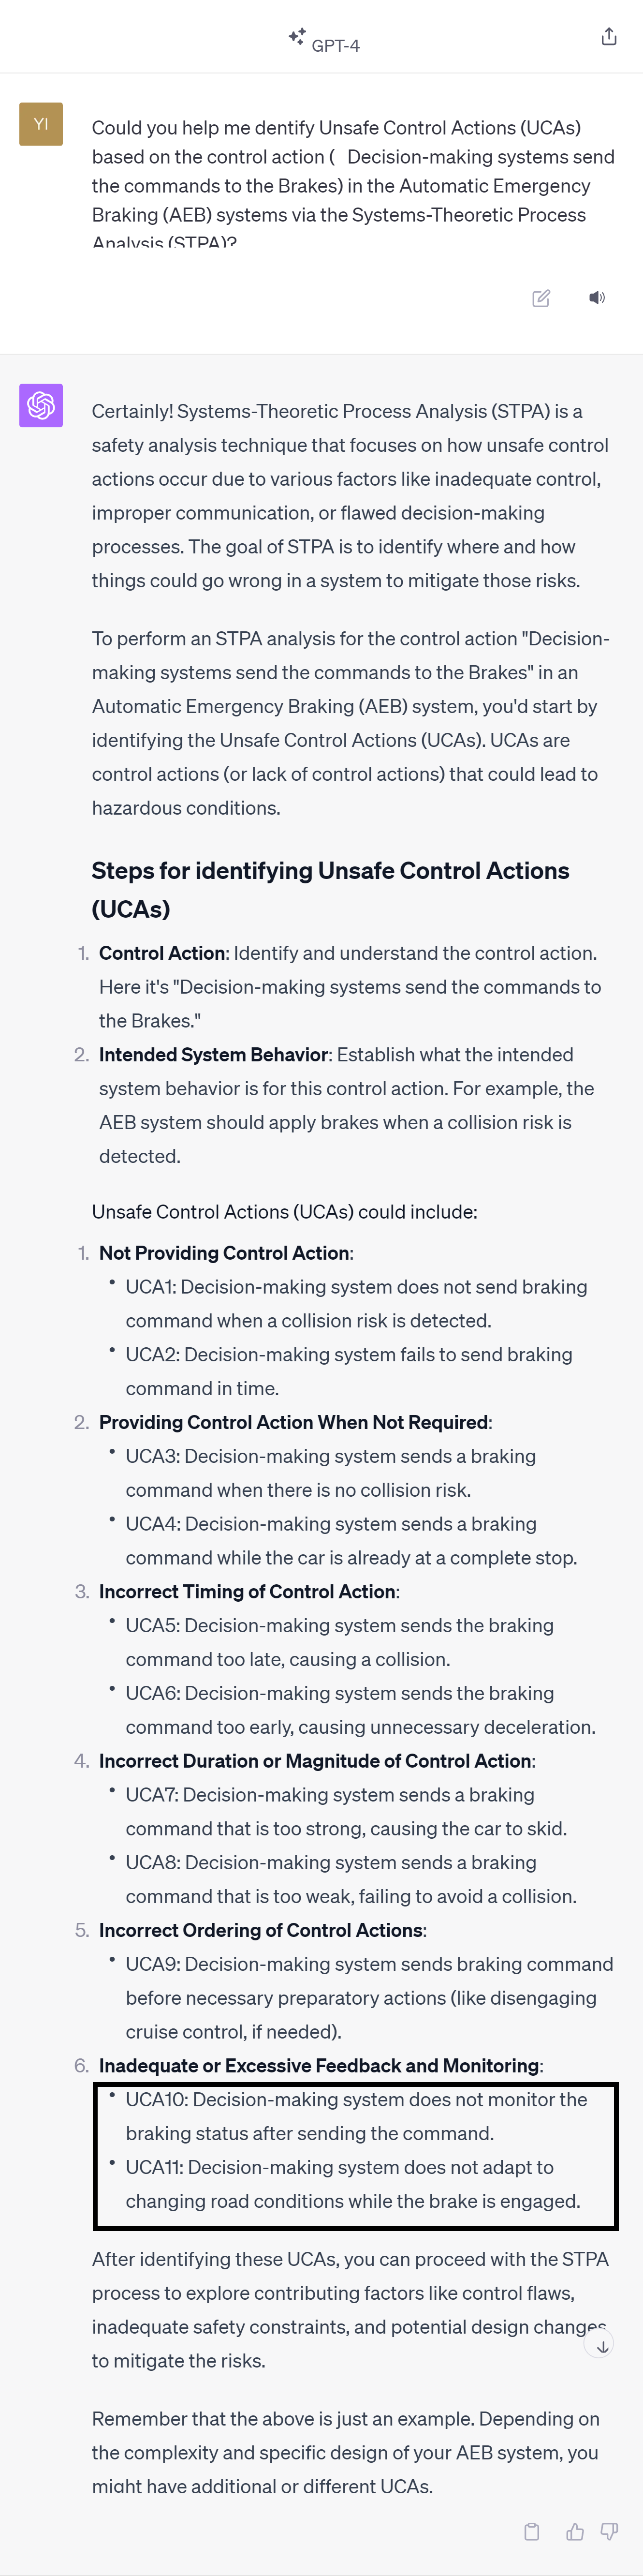 GPT-4
YI
Could you help me dentify Unsafe Control Actions (UCAs)
based on the control action (   Decision-making systems send
the commands to the Brakes) in the Automatic Emergency
Braking (AEB) systems via the Systems-Theoretic Process
Analysis (STPA)?
Certainly! Systems-Theoretic Process Analysis (STPA) is a
safety analysis technique that focuses on how unsafe control
actions occur due to various factors like inadequate control,
improper communication, or flawed decision-making
processes. The goal of STPA is to identify where and how
things could go wrong in a system to mitigate those risks.
To perform an STPA analysis for the control action "Decision-
making systems send the commands to the Brakes" in an
Automatic Emergency Braking (AEB) system, you'd start by
identifying the Unsafe Control Actions (UCAs). UCAs are
control actions (or lack of control actions) that could lead to
hazardous conditions.
Steps for identifying Unsafe Control Actions
(UCAs)
1. Control Action: Identify and understand the control action.
Here it's "Decision-making systems send the commands to
the Brakes."
2. Intended System Behavior: Establish what the intended
system behavior is for this control action. For example, the
AEB system should apply brakes when a collision risk is
detected.
Unsafe Control Actions (UCAs) could include:
1. Not Providing Control Action:
• UCA1: Decision-making system does not send braking
command when a collision risk is detected.
• UCA2: Decision-making system fails to send braking
command in time.
2. Providing Control Action When Not Required:
• UCA3: Decision-making system sends a braking
command when there is no collision risk.
• UCA4: Decision-making system sends a braking
command while the car is already at a complete stop.
3. Incorrect Timing of Control Action:
• UCA5: Decision-making system sends the braking
command too late, causing a collision.
• UCA6: Decision-making system sends the braking
command too early, causing unnecessary deceleration.
4. Incorrect Duration or Magnitude of Control Action:
• UCA7: Decision-making system sends a braking
command that is too strong, causing the car to skid.
• UCA8: Decision-making system sends a braking
command that is too weak, failing to avoid a collision.
5. Incorrect Ordering of Control Actions:
• UCA9: Decision-making system sends braking command
before necessary preparatory actions (like disengaging
cruise control, if needed).
6. Inadequate or Excessive Feedback and Monitoring:
• UCA10: Decision-making system does not monitor the
braking status after sending the command.
• UCA11: Decision-making system does not adapt to
changing road conditions while the brake is engaged.
After identifying these UCAs, you can proceed with the STPA
process to explore contributing factors like control flaws,
inadequate safety constraints, and potential design changes
to mitigate the risks.
Remember that the above is just an example. Depending on
the complexity and specific design of your AEB system, you
might have additional or different UCAs.